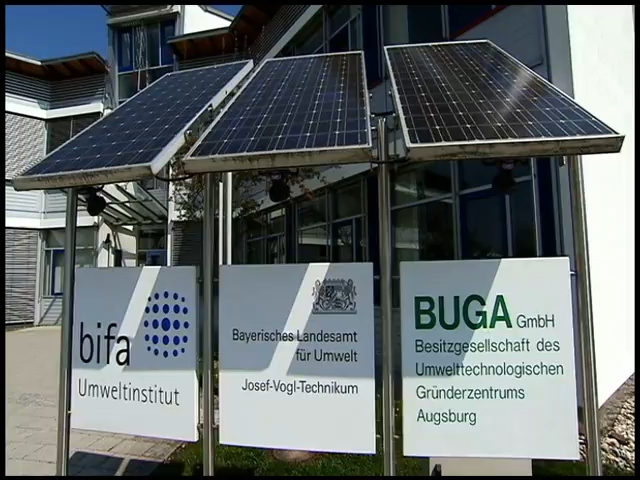 bifa
Umweltinstitut
Bayerisches Landesamt
für Umwelt
Josef-Vogl-Technikum
BUGA GmbH
Besitzgesellschaft des
Umwelttechnologischen
Gründerzentrums
Augsburg